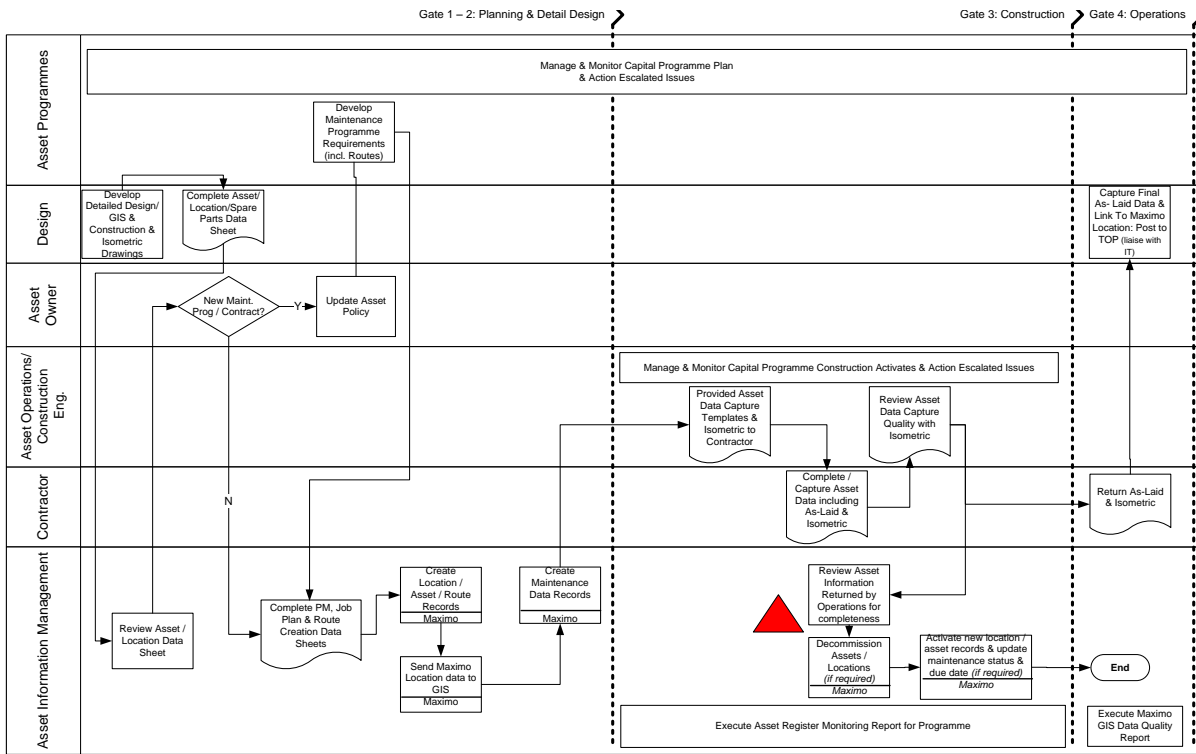 Gate 1 – 2: Planning & Detail Design
Gate 3: Construction
Gate 4: Operations
Asset Programmes
Manage & Monitor Capital Programme Plan
& Action Escalated Issues
Develop
Maintenance
Programme
Requirements
(incl. Routes)
Design
Develop
Detailed Design/
GIS &
Construction &
Isometric
Drawings
Complete Asset/
Location/Spare
Parts Data
Sheet
Capture Final
As- Laid Data &
Link To Maximo
Location: Post to
TOP (liaise with
IT)
Asset
Owner
New Maint.
Prog / Contract?
Y
Update Asset
Policy
Asset Operations/
Construction
Eng.
Manage & Monitor Capital Programme Construction Activates & Action Escalated Issues
Provided Asset
Data Capture
Templates &
Isometric to
Contractor
Review Asset
Data Capture
Quality with
Isometric
Contractor
N
Complete /
Capture Asset
Data including
As-Laid &
Isometric
Return As-Laid
& Isometric
Asset Information Management
Review Asset /
Location Data
Sheet
Complete PM, Job
Plan & Route
Creation Data
Sheets
Create
Location /
Asset / Route
Records
Maximo
Send Maximo
Location data to
GIS
Maximo
Create
Maintenance
Data Records
Maximo
Review Asset
Information
Returned by
Operations for
completeness
Decommission
Assets /
Locations
(if required)
Maximo
Activate new location /
asset records & update
maintenance status &
due date (if required)
Maximo
End
Execute Asset Register Monitoring Report for Programme
Execute Maximo
GIS Data Quality
Report